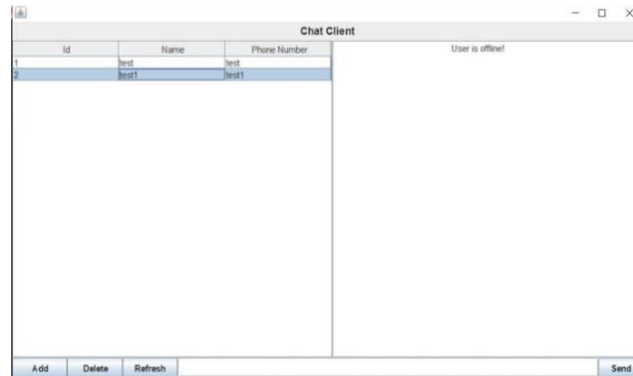 Chat Client
Id Name Phone Number
1 test test
2 test1 test1
User is offline!
Add Delete Refresh Send